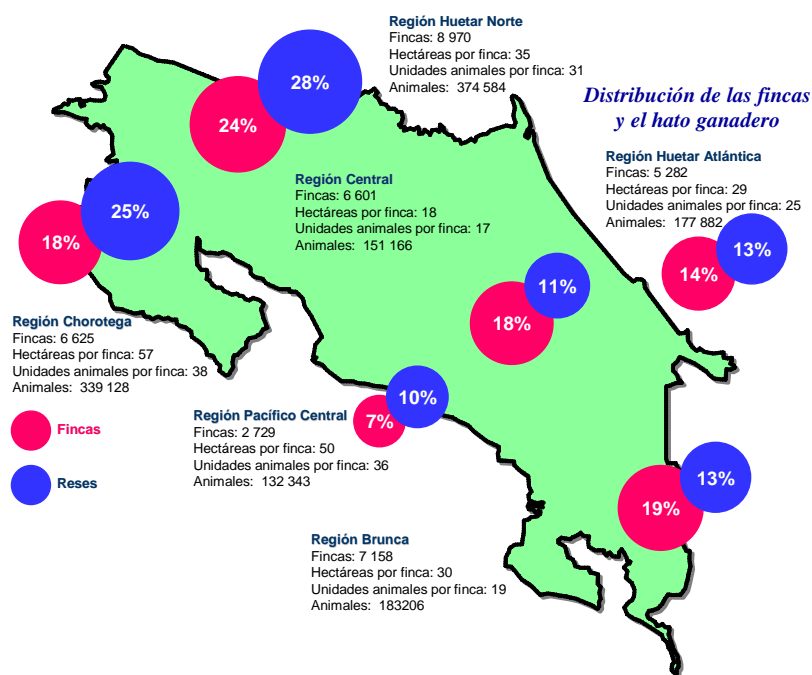 Región Huetar Norte
Fincas: 8 970
Hectáreas por finca: 35
Unidades animales por finca: 31
Animales: 374 584
28%
24%
Distribución de las fincas
y el hato ganadero
Región Huetar Atlántica
Fincas: 5 282
Hectáreas por finca: 29
Unidades animales por finca: 25
Animales: 177 882
13%
14%
Región Central
Fincas: 6 601
Hectáreas por finca: 18
Unidades animales por finca: 17
Animales: 151 166
25%
18%
11%
18%
Región Chorotega
Fincas: 6 625
Hectáreas por finca: 57
Unidades animales por finca: 38
Animales: 339 128
10%
7%
Región Pacífico Central
Fincas: 2 729
Hectáreas por finca: 50
Unidades animales por finca: 36
Animales: 132 343
Fincas
Reses
13%
19%
Región Brunca
Fincas: 7 158
Hectáreas por finca: 30
Unidades animales por finca: 19
Animales: 183206